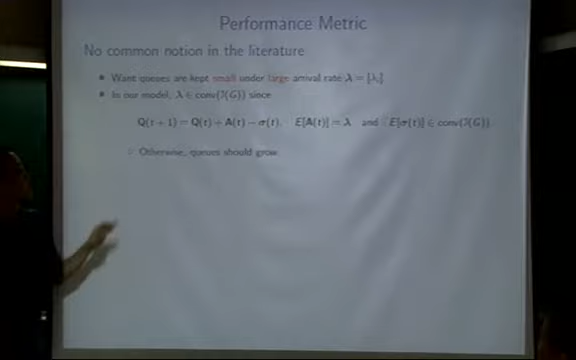 Performance Metric
No common notion in the literature
• Want queues are kept small under large arrival rate λ = [λᵢ]
• In our model, λ ∈ conv(I(G)) since
Q(t + 1) = Q(t) + A(t) − σ(t), E[A(t)] = λ and E[σ(t)] ∈ conv(I(G)).
▷ Otherwise, queues should grow